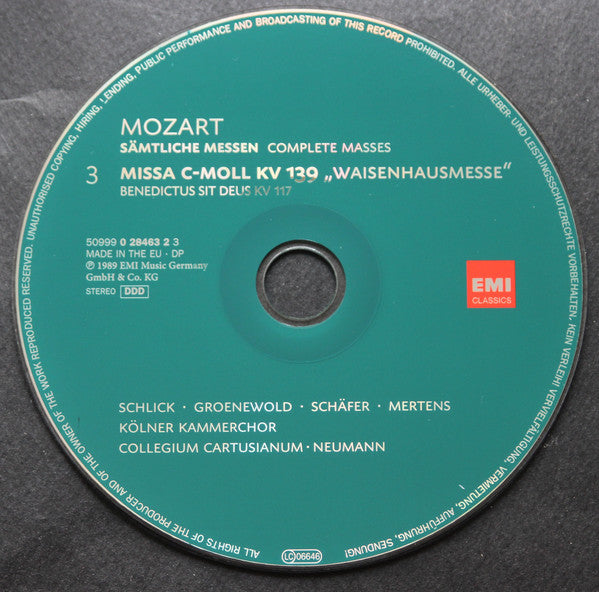 MOZART
SÄMTLICHE MESSEN COMPLETE MASSES
3 MISSA C-MOLL KV 139 „WAISENHAUSMESSE“
BENEDICTUS SIT DEUS KV 117
50999 0 28463 2 3
MADE IN THE EU · DP
Ⓟ 1989 EMI Music Germany
GmbH & Co. KG
STEREO DDD
EMI
CLASSICS
SCHLICK · GROENEWOLD · SCHÄFER · MERTENS
KÖLNER KAMMERCHOR
COLLEGIUM CARTUSIANUM · NEUMANN
ALL RIGHTS OF THE PRODUCER AND OF THE OWNER OF THE WORK REPRODUCED RESERVED. UNAUTHORISED COPYING, HIRING, LENDING, PUBLIC PERFORMANCE AND BROADCASTING OF THIS RECORD PROHIBITED. ALLE URHEBER- UND LEISTUNGSSCHUTZRECHTE VORBEHALTEN. KEIN VERLEIH! VERVIELFÄLTIGUNG, VERMIETUNG, AUFFÜHRUNG, SENDUNG!
LC 06646